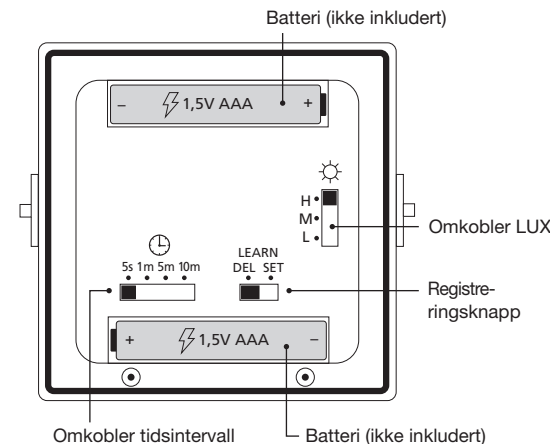 Batteri (ikke inkludert)
– 1,5V AAA +
H
M
L
Omkobler LUX
5s 1m 5m 10m
LEARN
DEL SET
Registre-
ringsknapp
+ 1,5V AAA –
Omkobler tidsintervall
Batteri (ikke inkludert)